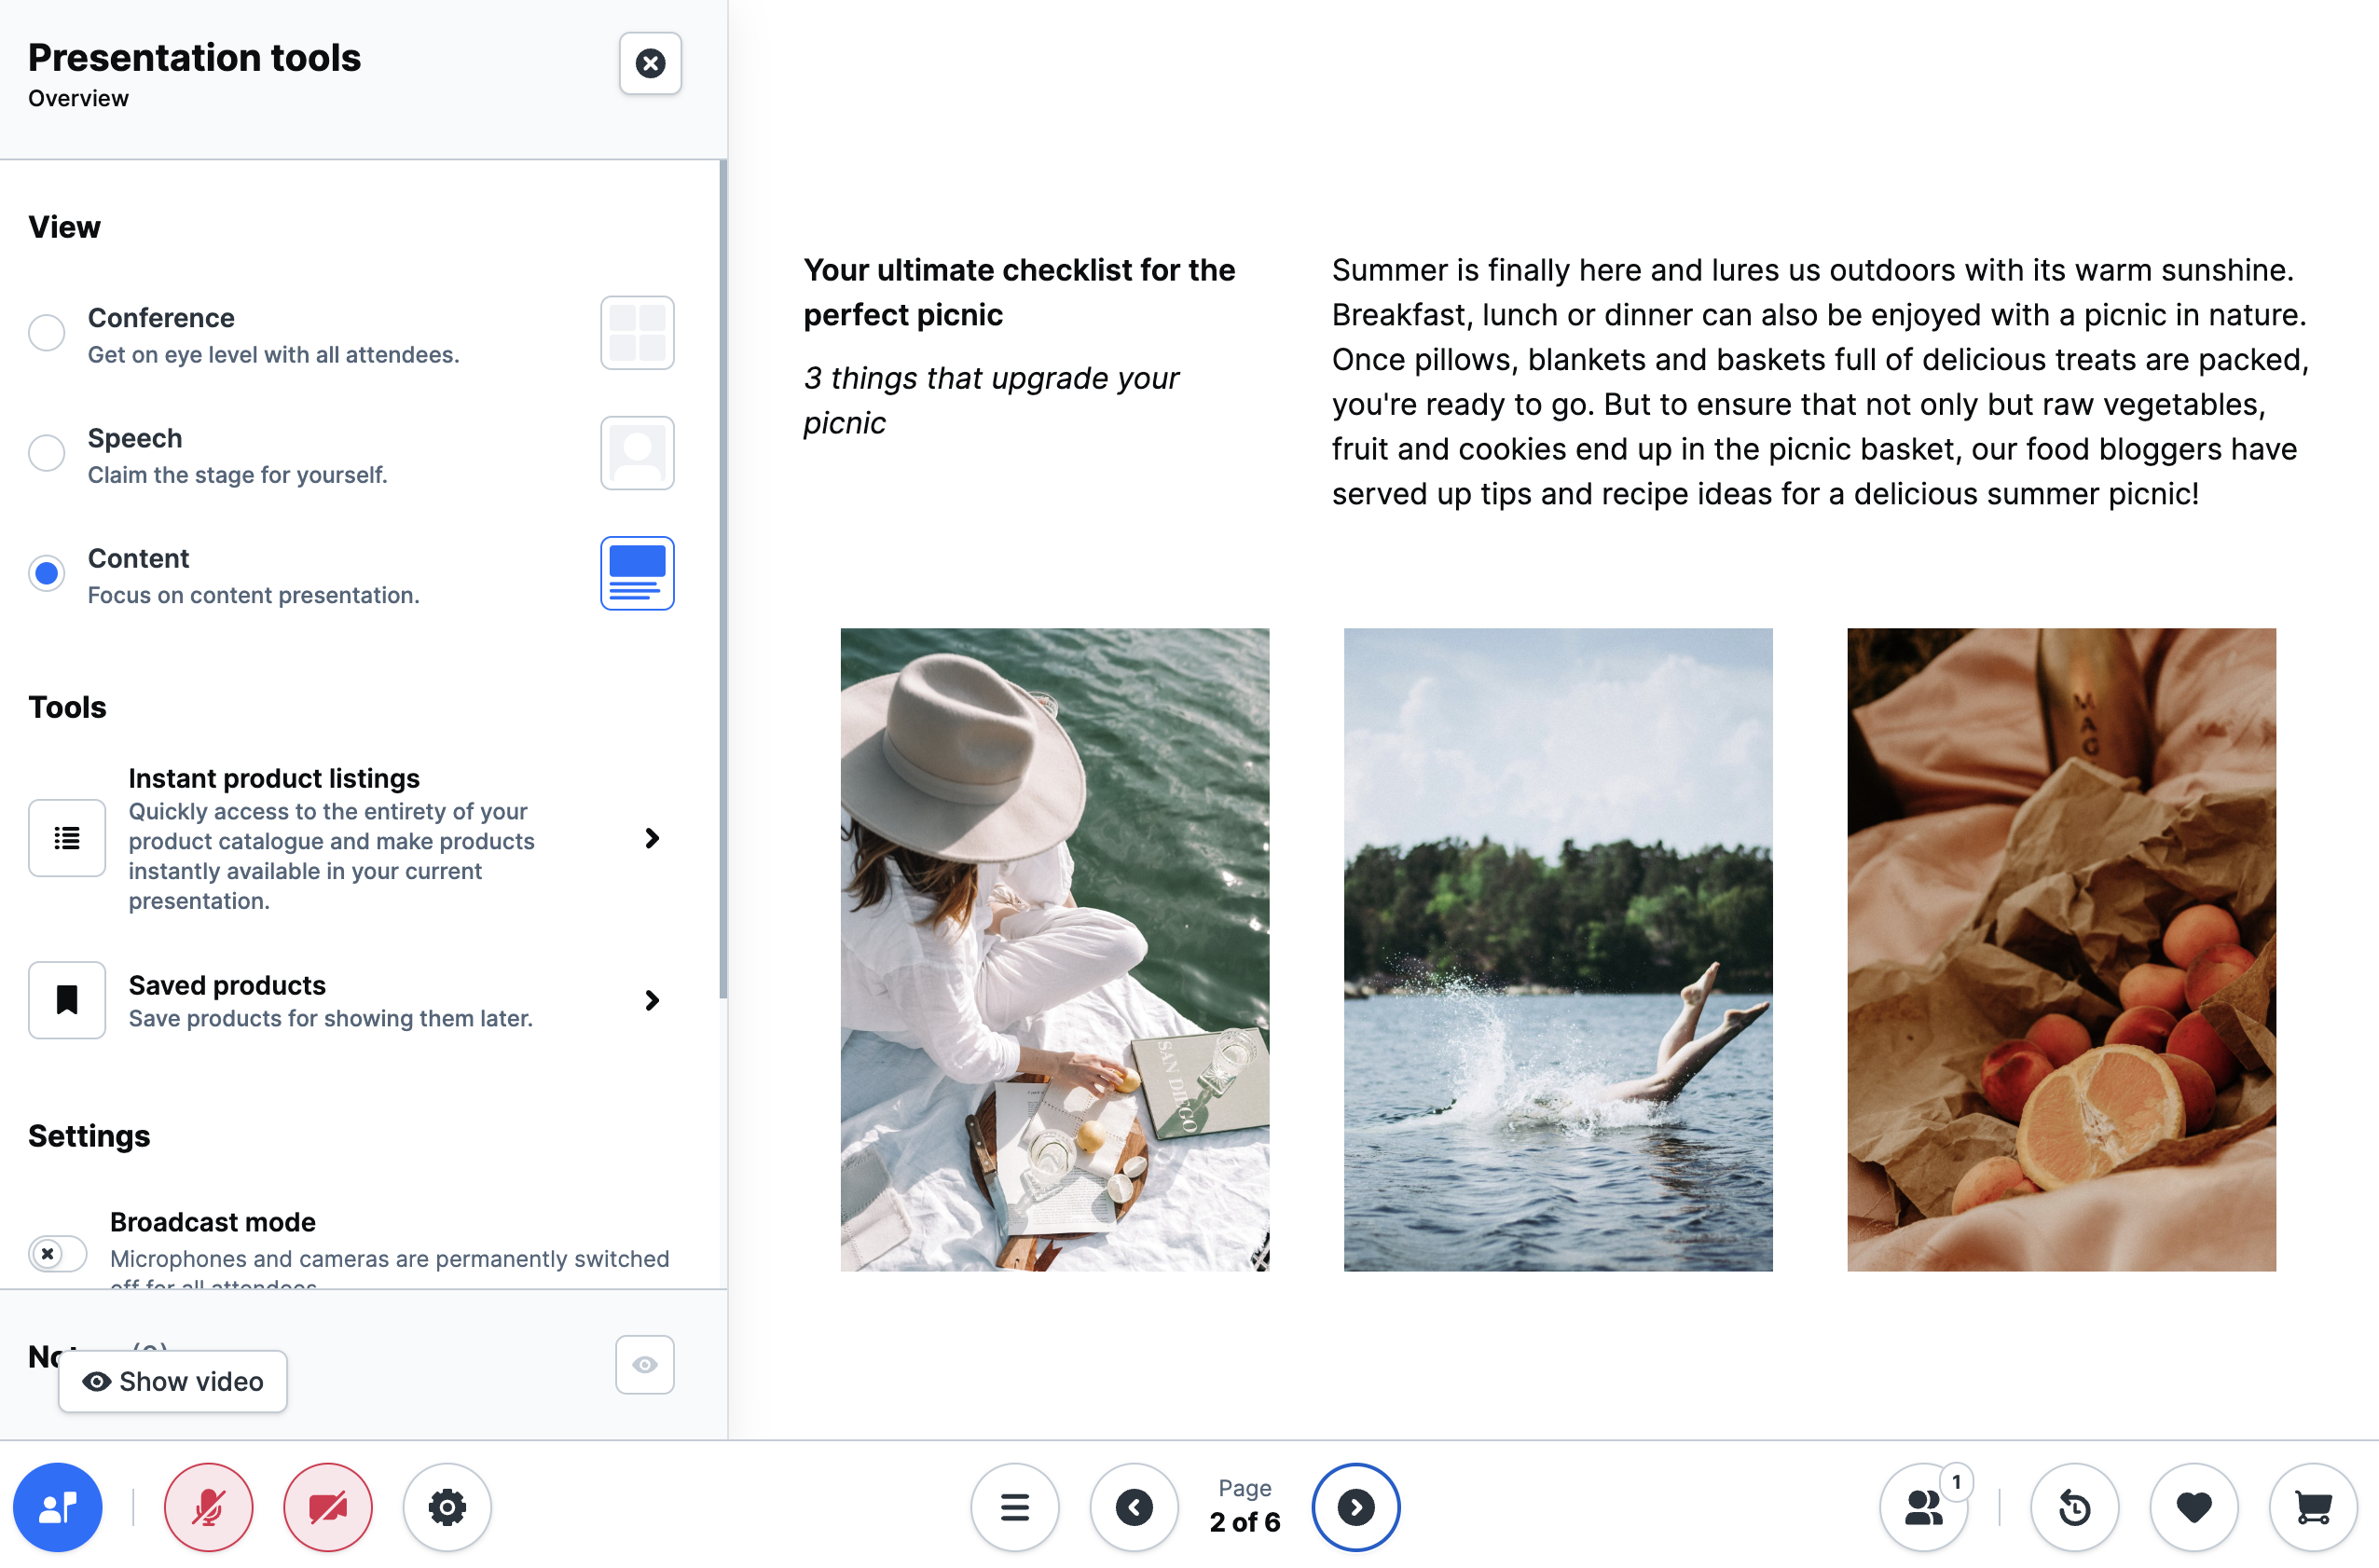 Presentation tools
Overview
View
Conference
Get on eye level with all attendees.
Speech
Claim the stage for yourself.
Content
Focus on content presentation.
Tools
Instant product listings
Quickly access to the entirety of your
product catalogue and make products
instantly available in your current
presentation.
Saved products
Save products for showing them later.
Settings
Broadcast mode
Microphones and cameras are permanently switched
off for all attendees
Show video
Your ultimate checklist for the
perfect picnic
3 things that upgrade your
picnic
Summer is finally here and lures us outdoors with its warm sunshine.
Breakfast, lunch or dinner can also be enjoyed with a picnic in nature.
Once pillows, blankets and baskets full of delicious treats are packed,
you're ready to go. But to ensure that not only but raw vegetables,
fruit and cookies end up in the picnic basket, our food bloggers have
served up tips and recipe ideas for a delicious summer picnic!
SAN DIEGO
MAG
Page
2 of 6
1